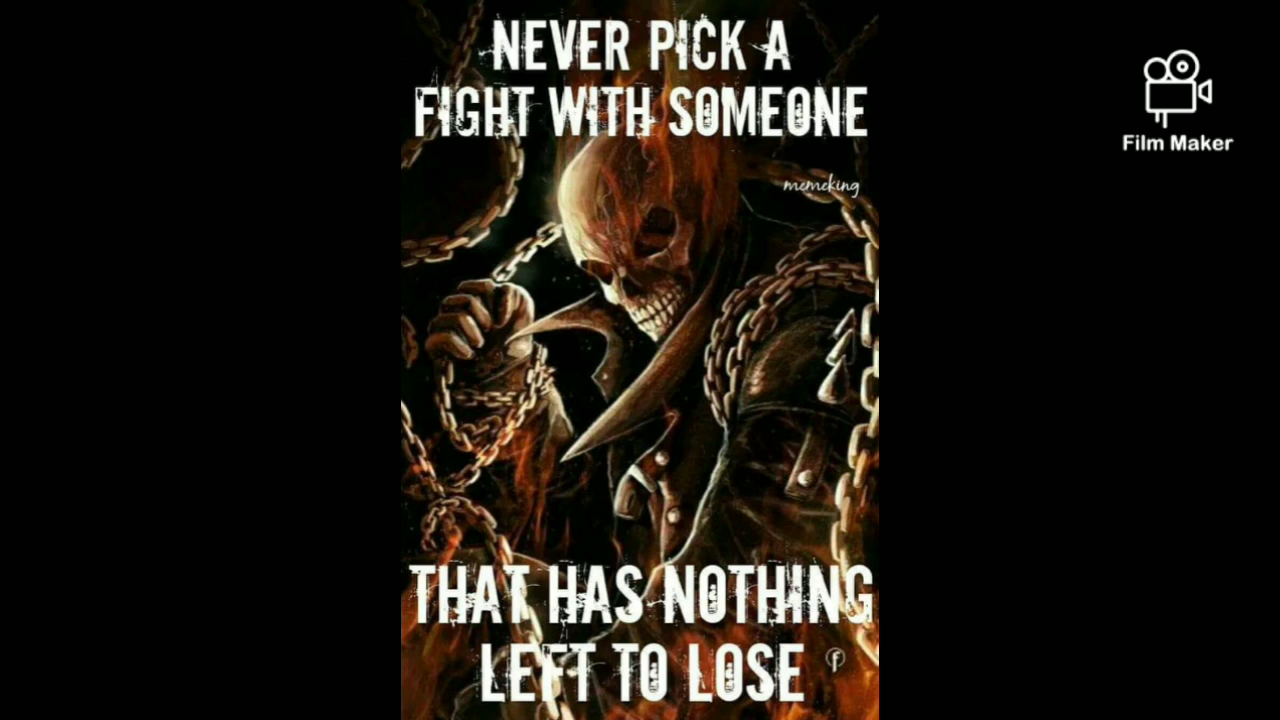 NEVER PICK A
FIGHT WITH SOMEONE
memeking
Film Maker
THAT HAS NOTHING
LEFT TO LOSE